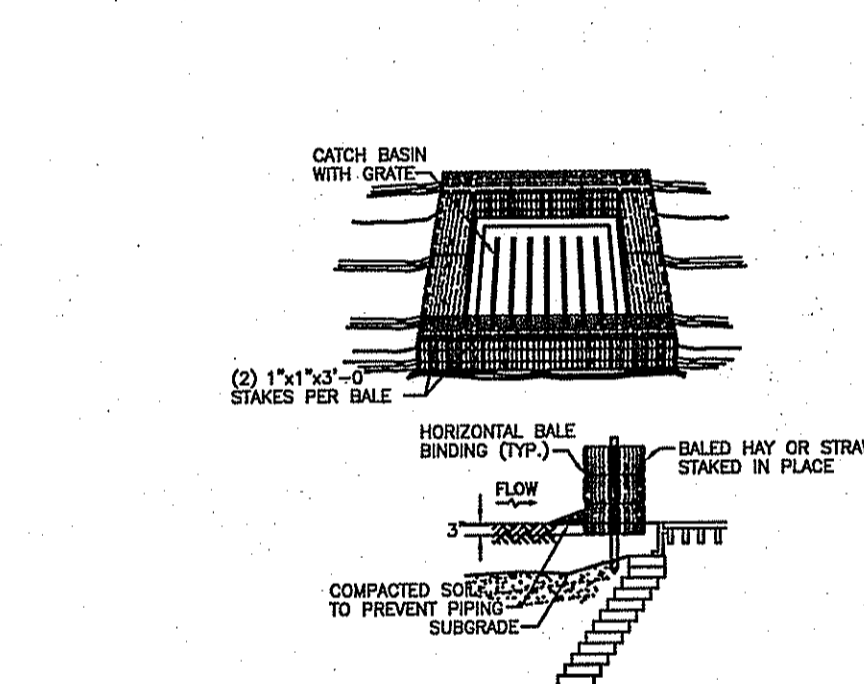 CATCH BASIN
WITH GRATE
(2) 1"x1"x3'-0
STAKES PER BALE
HORIZONTAL BALE
BINDING (TYP.)
BALED HAY OR STRAW
STAKED IN PLACE
FLOW
3"
COMPACTED SOIL
TO PREVENT PIPING
SUBGRADE